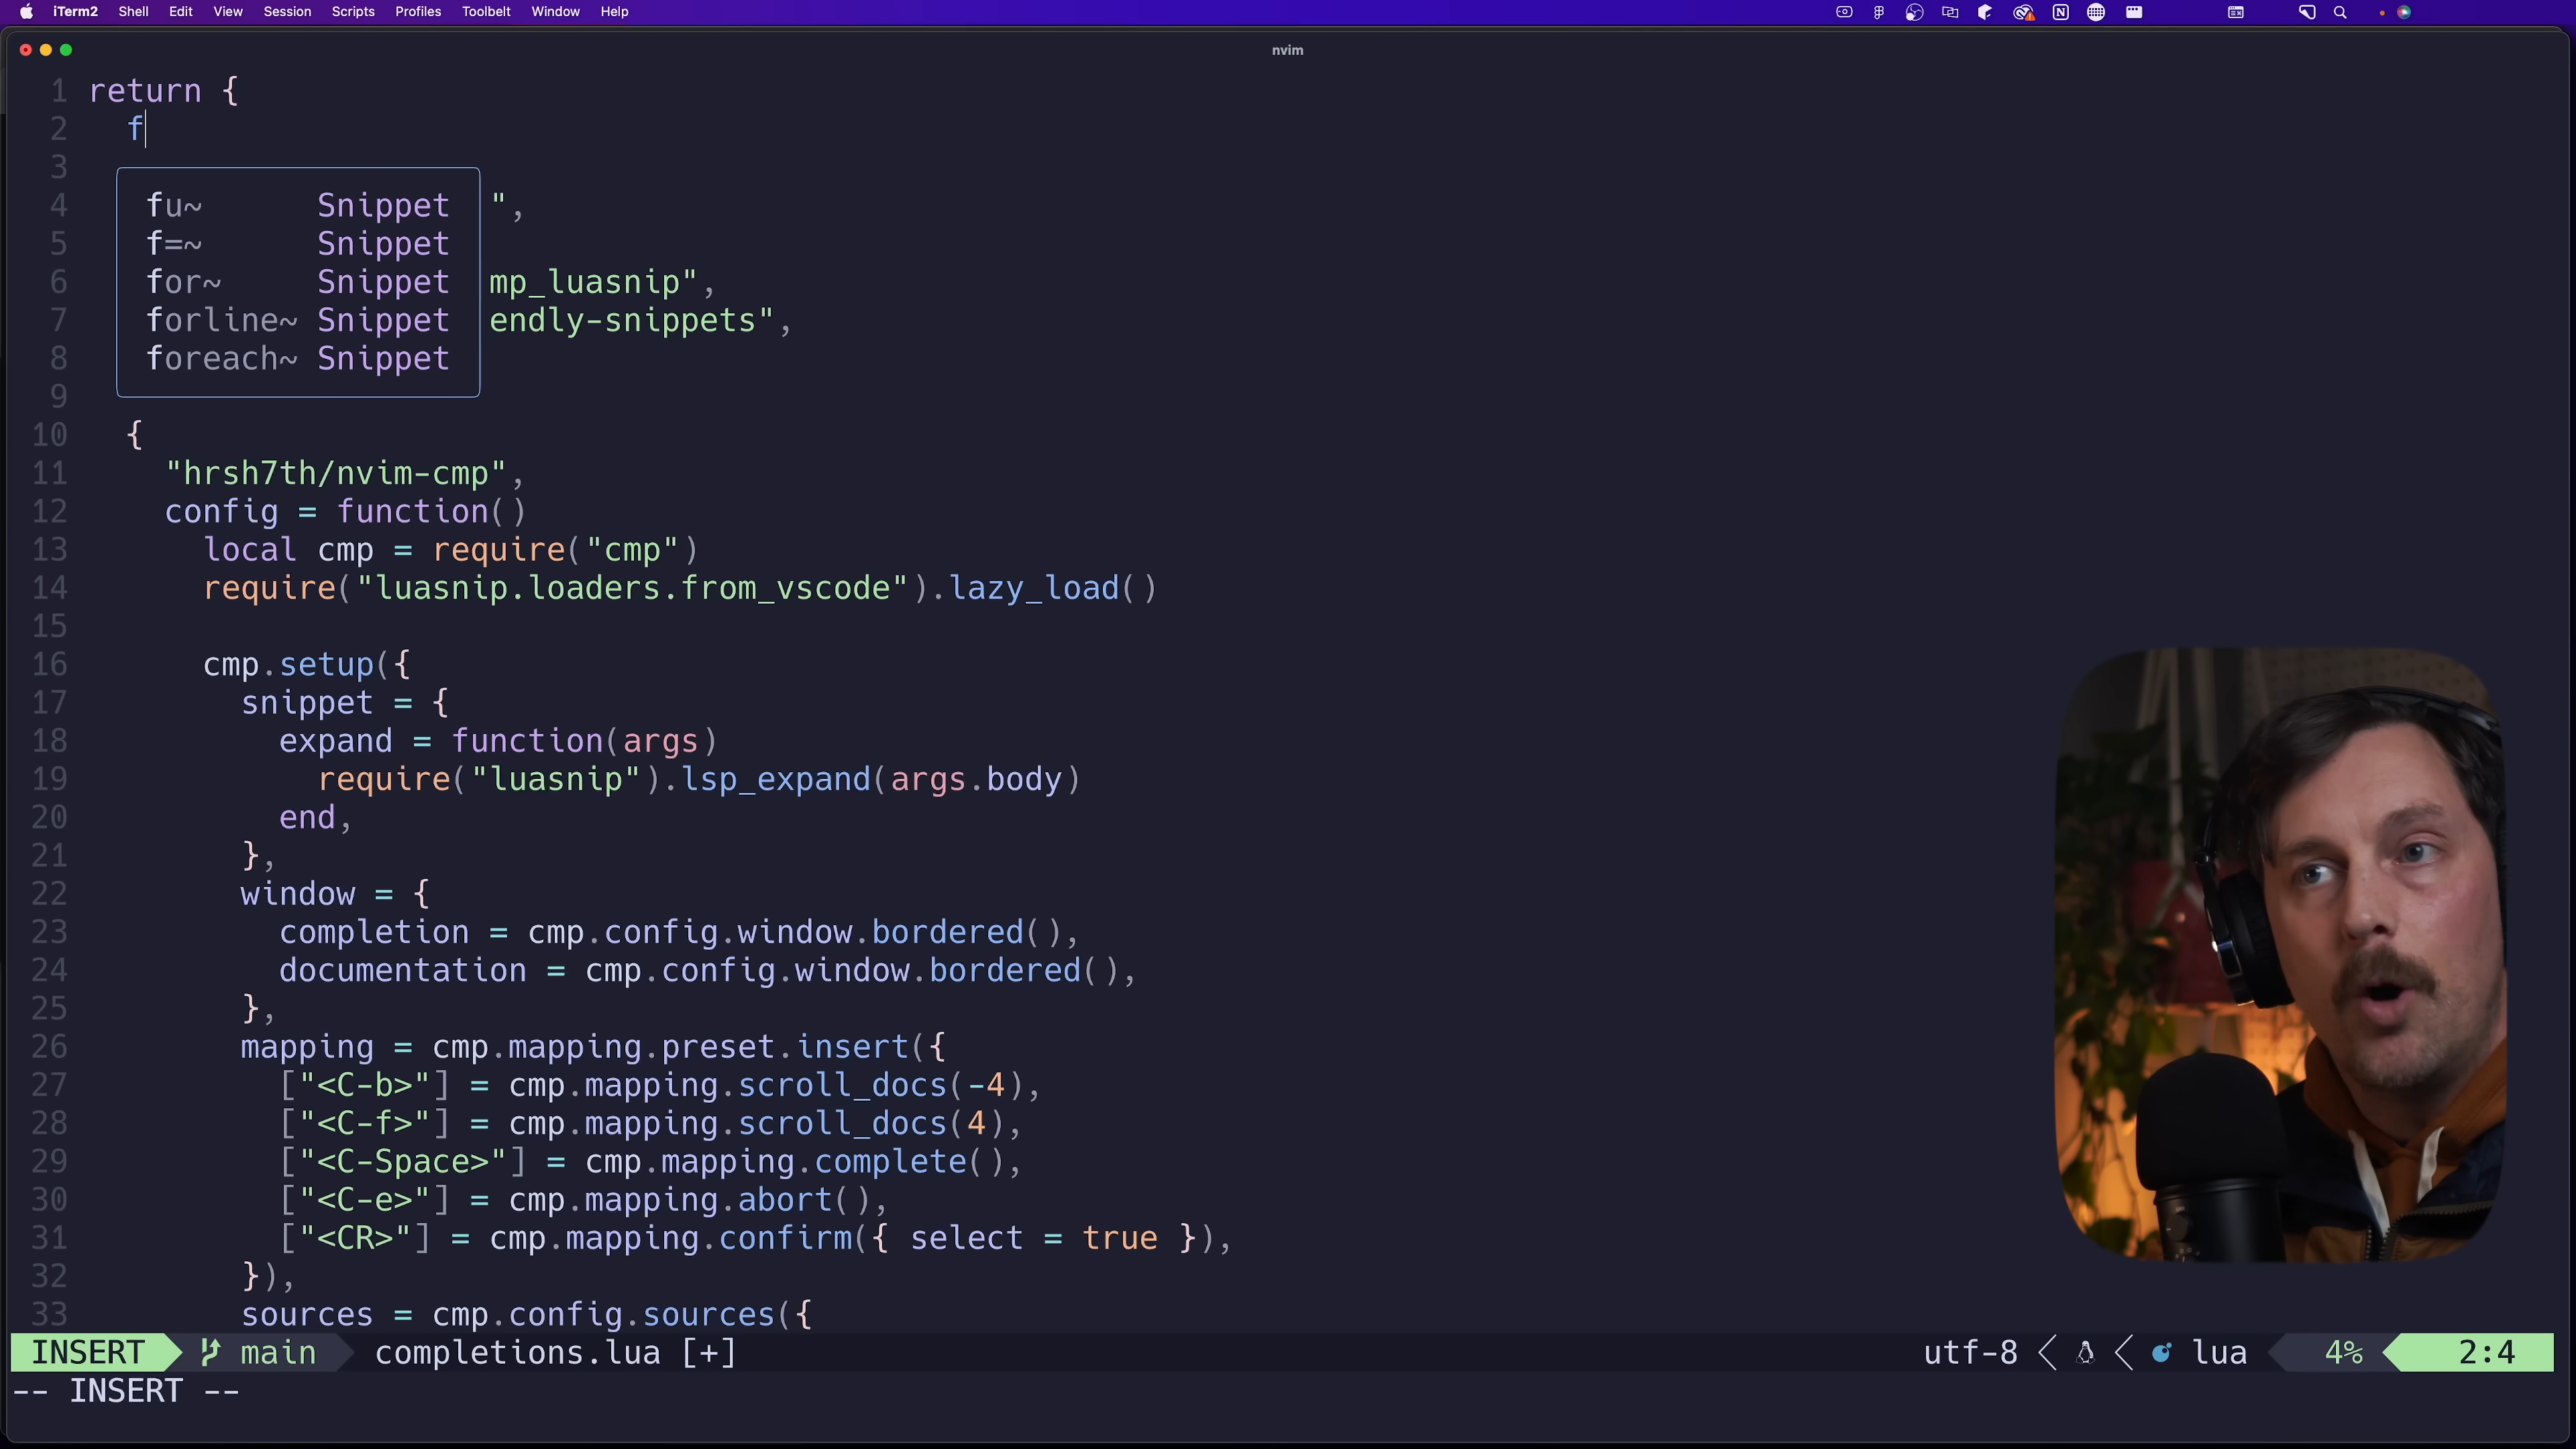 iTerm2 Shell Edit View Session Scripts Profiles Toolbelt Window Help
nvim
1 return {
2 f
3
4 fu~ Snippet ",
5 f=~ Snippet
6 for~ Snippet mp_luasnip",
7 forline~ Snippet endly-snippets",
8 foreach~ Snippet
9
10 {
11 "hrsh7th/nvim-cmp",
12 config = function()
13 local cmp = require("cmp")
14 require("luasnip.loaders.from_vscode").lazy_load()
15
16 cmp.setup({
17 snippet = {
18 expand = function(args)
19 require("luasnip").lsp_expand(args.body)
20 end,
21 },
22 window = {
23 completion = cmp.config.window.bordered(),
24 documentation = cmp.config.window.bordered(),
25 },
26 mapping = cmp.mapping.preset.insert({
27 ["<C-b>"] = cmp.mapping.scroll_docs(-4),
28 ["<C-f>"] = cmp.mapping.scroll_docs(4),
29 ["<C-Space>"] = cmp.mapping.complete(),
30 ["<C-e>"] = cmp.mapping.abort(),
31 ["<CR>"] = cmp.mapping.confirm({ select = true }),
32 }),
33 sources = cmp.config.sources({
INSERT main completions.lua [+] utf-8 lua 4% 2:4
-- INSERT --